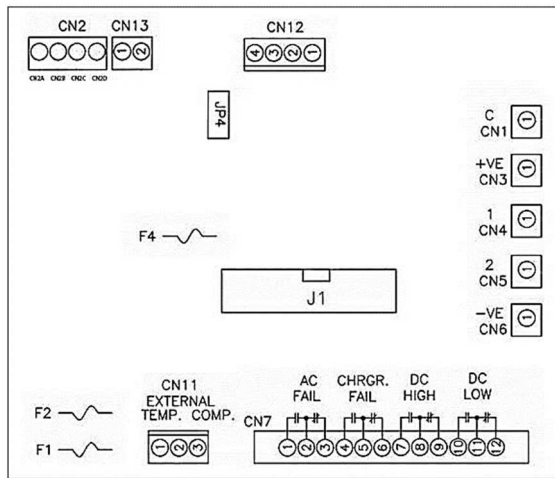 CN2 CN13 CN12
1 2 4 3 2 1
CN2A CN2B CN2C CN2D
JP4
C
CN1 1
+VE
CN3 1
1
CN4 1
2
CN5 1
-VE
CN6 1
F4
J1
CN11
EXTERNAL
TEMP. COMP.
AC
FAIL
CHRGR.
FAIL
DC
HIGH
DC
LOW
F2
CN7
F1
1 2 3
1 2 3 4 5 6 7 8 9 10 11 12